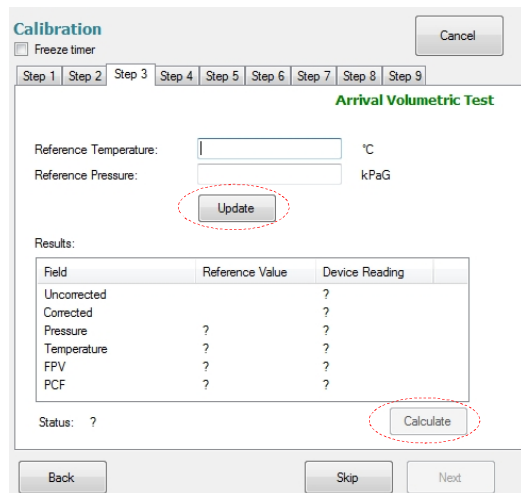 Calibration
Cancel
Freeze timer
Step 1 Step 2 Step 3 Step 4 Step 5 Step 6 Step 7 Step 8 Step 9
Arrival Volumetric Test
Reference Temperature: °C
Reference Pressure: kPaG
Update
Results:
Field Reference Value Device Reading
Uncorrected ?
Corrected ?
Pressure ? ?
Temperature ? ?
FPV ? ?
PCF ? ?
Status: ? Calculate
Back Skip Next